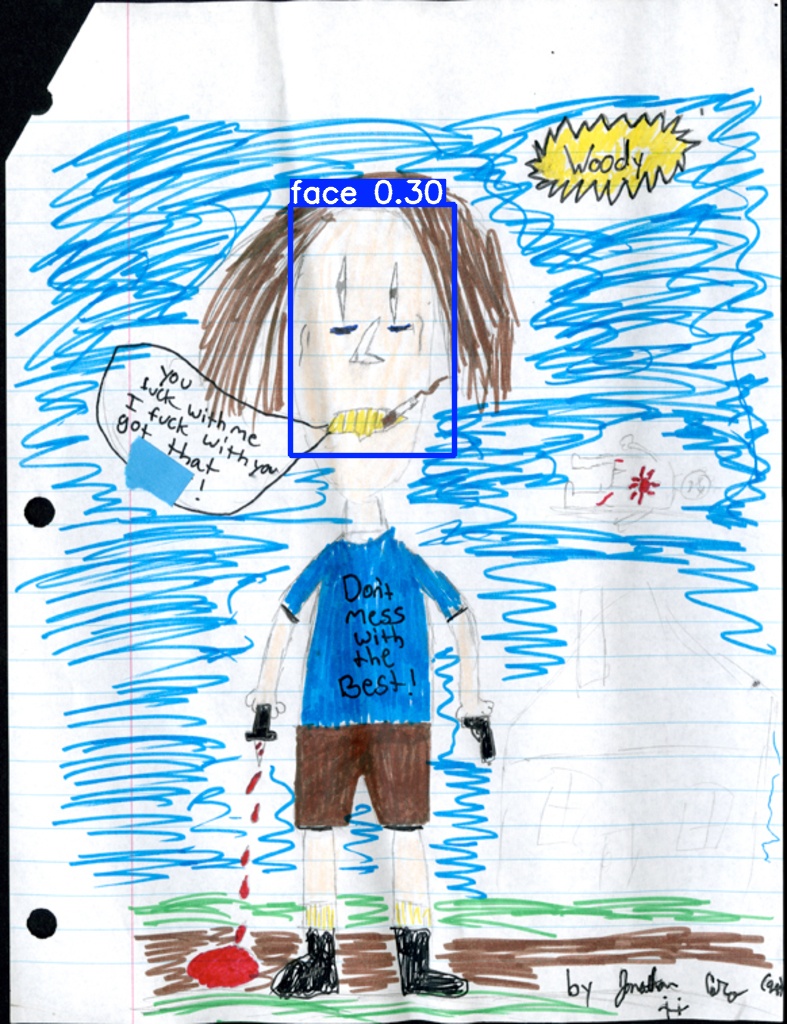 face 0.30
Woody
You
fuck with me
I fuck with you
got that
!
Don't
mess
with
the
Best!
by Jonathan